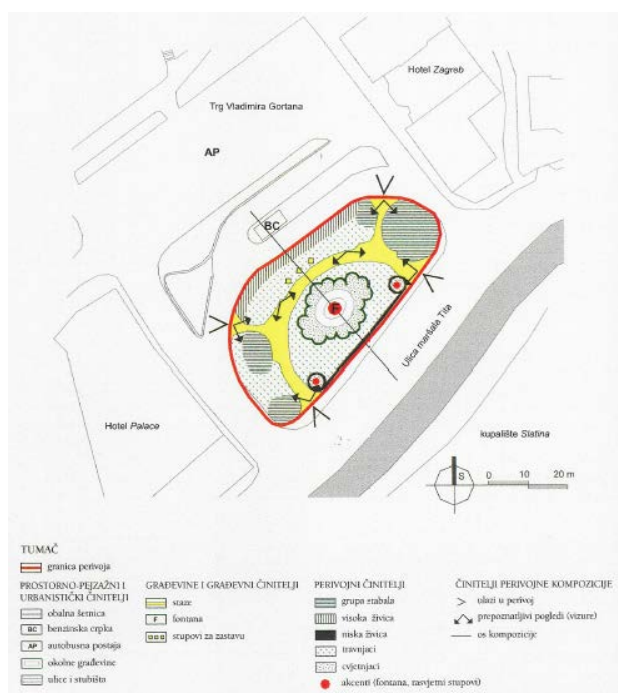 Hotel Zagreb
Trg Vladimira Gortana
AP
BC
F
Ulica maršala Tita
Hotel Palace
kupalište Slatina
S
0 10 20 m
TUMAČ
granica perivoja
PROSTORNO-PEJZAŽNI I
URBANISTIČKI ČINITELJI
obalna šetnica
BC benzinska crpka
AP autobusna postaja
okolne građevine
ulice i stubišta
GRAĐEVINE I GRAĐEVNI ČINITELJI
staze
F fontana
stupovi za zastavu
PERIVOJNI ČINITELJI
grupa stabala
visoka živica
niska živica
travnjaci
cvjetnjaci
akcenti (fontana, rasvjetni stupovi)
ČINITELJI PERIVOJNE KOMPOZICIJE
ulazi u perivoj
prepoznatljivi pogledi (vizure)
os kompozicije